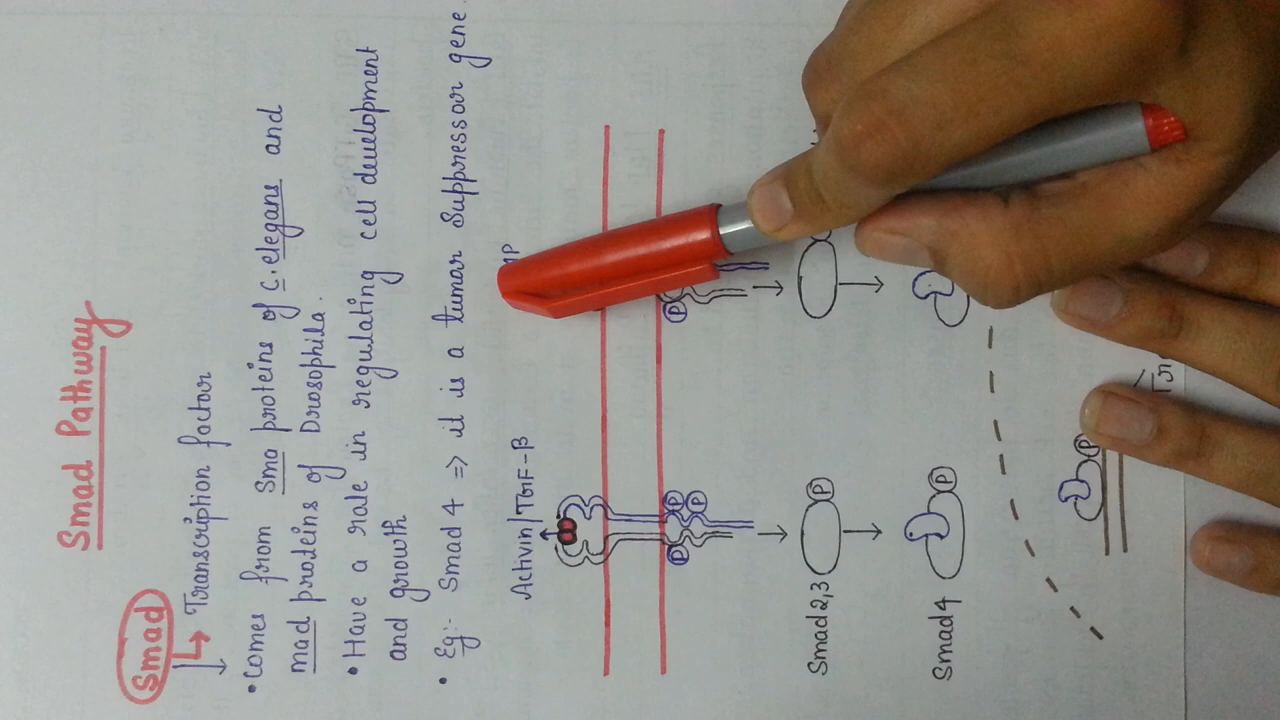 Smad Pathway
Smad
Transcription factor
• comes from Sma proteins of C.elegans and
mad proteins of Drosophila.
• Have a role in regulating cell development
and growth
• Eg:- Smad 4 => it is a tumor suppressor gene.
Activin/TGF-β
P
P P
P
Smad 2,3
P
Smad 4
P
P